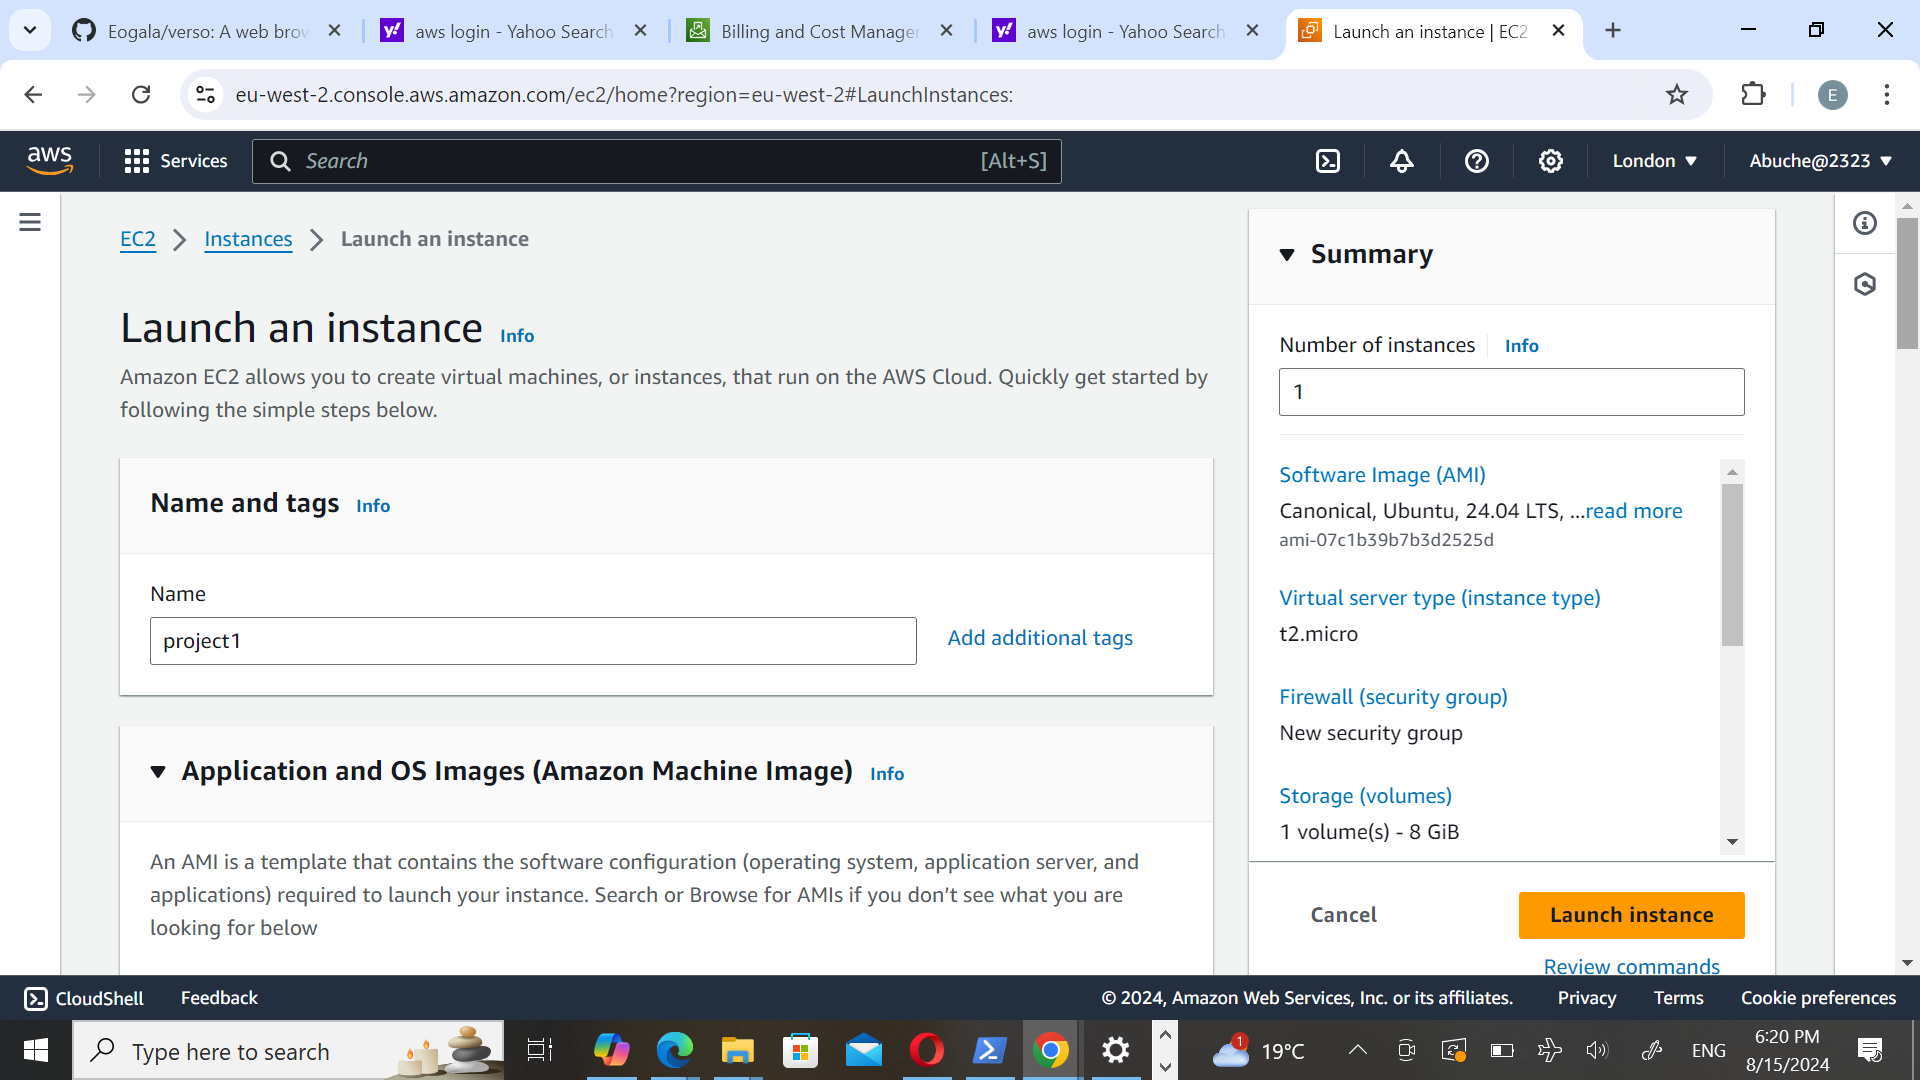 Eogala/verso: A web brow
aws login - Yahoo Search
Billing and Cost Manager
aws login - Yahoo Search
Launch an instance | EC2
eu-west-2.console.aws.amazon.com/ec2/home?region=eu-west-2#LaunchInstances:
E
aws
Services
Search
[Alt+S]
London
Abuche@2323
EC2
Instances
Launch an instance
Launch an instance Info
Amazon EC2 allows you to create virtual machines, or instances, that run on the AWS Cloud. Quickly get started by
following the simple steps below.
Name and tags Info
Name
project1
Add additional tags
Application and OS Images (Amazon Machine Image) Info
An AMI is a template that contains the software configuration (operating system, application server, and
applications) required to launch your instance. Search or Browse for AMIs if you don’t see what you are
looking for below
Summary
Number of instances Info
1
Software Image (AMI)
Canonical, Ubuntu, 24.04 LTS, ...read more
ami-07c1b39b7b3d2525d
Virtual server type (instance type)
t2.micro
Firewall (security group)
New security group
Storage (volumes)
1 volume(s) - 8 GiB
Cancel
Launch instance
Review commands
CloudShell
Feedback
© 2024, Amazon Web Services, Inc. or its affiliates.
Privacy
Terms
Cookie preferences
Type here to search
1
19°C
ENG
6:20 PM
8/15/2024